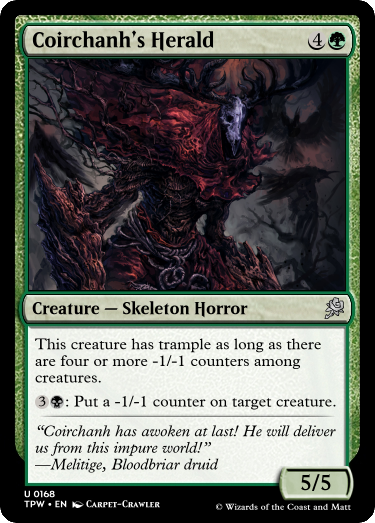 Coirchanh's Herald 4
Creature — Skeleton Horror
This creature has trample as long as there
are four or more -1/-1 counters among
creatures.
3: Put a -1/-1 counter on target creature.
“Coirchanh has awoken at last! He will deliver
us from this impure world!”
—Melitige, Bloodbriar druid
5/5
U 0168
TPW • EN Carpet-Crawler
© Wizards of the Coast and Matt